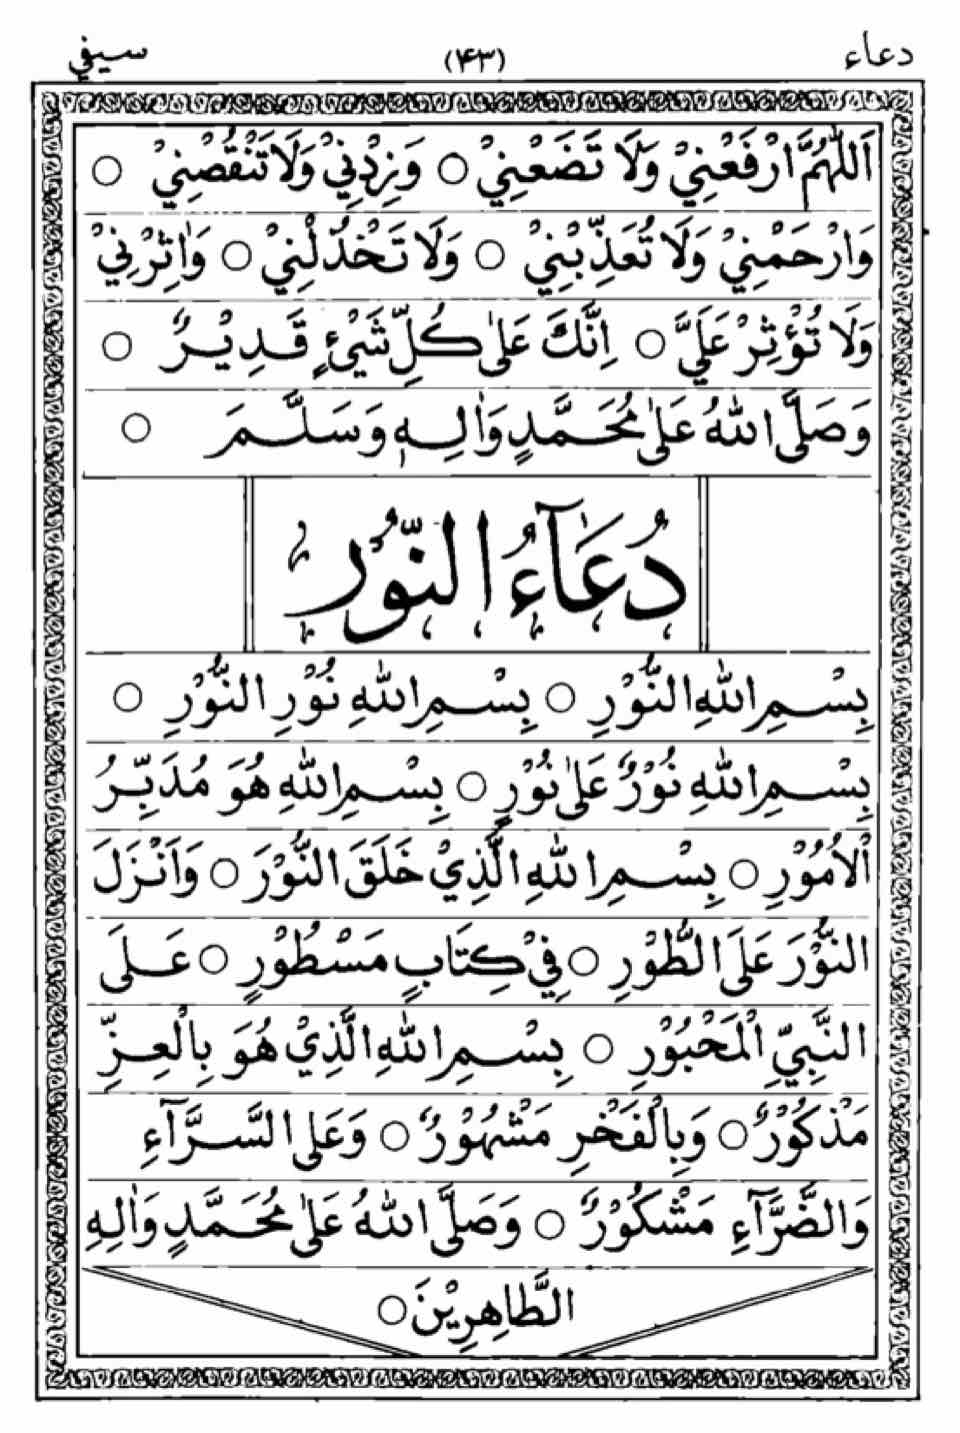 دعاء (۴۳) سيفي
اَللّٰهُمَّ ارْفَعْنِيْ وَلَا تَضَعْنِيْ ○ وَزِدْنِيْ وَلَا تَنْقُصْنِيْ ○
وَارْحَمْنِيْ وَلَا تُعَذِّبْنِيْ ○ وَلَا تَخْذُلْنِيْ ○ وَاٰثِرْنِيْ
وَلَا تُؤْثِرْ عَلَيَّ ○ اِنَّكَ عَلٰى كُلِّ شَيْءٍ قَدِيْرٌ ○
وَصَلَّى اللّٰهُ عَلٰى مُحَمَّدٍ وَاٰلِهٖ وَسَلَّمَ ○
دُعَآءُ النُّوْرِ
بِسْمِ اللّٰهِ النُّوْرِ ○ بِسْمِ اللّٰهِ نُوْرِ النُّوْرِ ○
بِسْمِ اللّٰهِ نُوْرٌ عَلٰى نُوْرٍ ○ بِسْمِ اللّٰهِ هُوَ مُدَبِّرُ
الْاُمُوْرِ ○ بِسْمِ اللّٰهِ الَّذِيْ خَلَقَ النُّوْرَ ○ وَاَنْزَلَ
النُّوْرَ عَلَى الطُّوْرِ ○ فِيْ كِتَابٍ مَسْطُوْرٍ ○ عَلَى
النَّبِيِّ الْمَحْبُوْرِ ○ بِسْمِ اللّٰهِ الَّذِيْ هُوَ بِالْعِزِّ
مَذْكُوْرٌ ○ وَبِالْفَخْرِ مَشْهُوْرٌ ○ وَعَلَى السَّرَّآءِ
وَالضَّرَّآءِ مَشْكُوْرٌ ○ وَصَلَّى اللّٰهُ عَلٰى مُحَمَّدٍ وَاٰلِهِ
الطَّاهِرِيْنَ ○